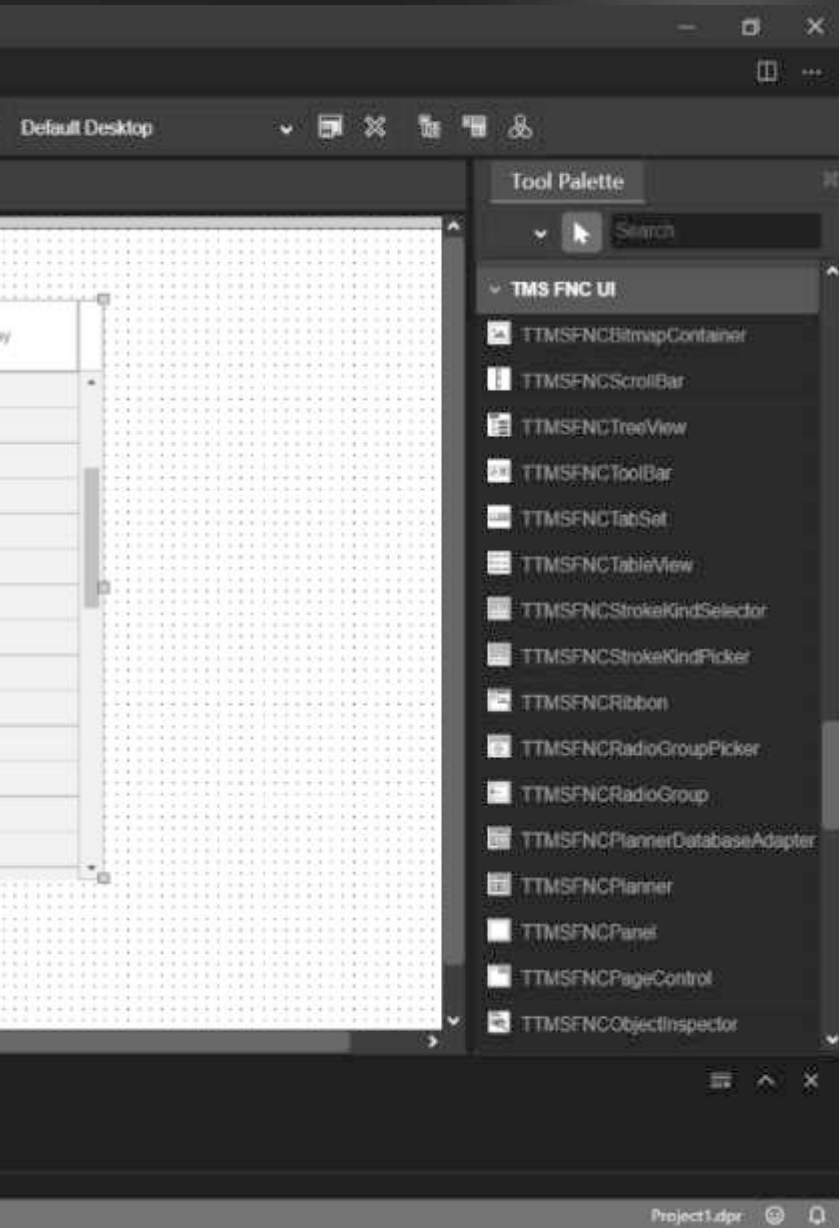 Default Desktop
Tool Palette
Search
TMS FNC UI
TTMSFNCBitmapContainer
TTMSFNCScrollBar
TTMSFNCTreeView
TTMSFNCToolBar
TTMSFNCTabSet
TTMSFNCTableView
TTMSFNCStrokeKindSelector
TTMSFNCStrokeKindPicker
TTMSFNCRibbon
TTMSFNCRadioGroupPicker
TTMSFNCRadioGroup
TTMSFNCPlannerDatabaseAdapter
TTMSFNCPlanner
TTMSFNCPanel
TTMSFNCPageControl
TTMSFNCObjectInspector
Project1.dpr